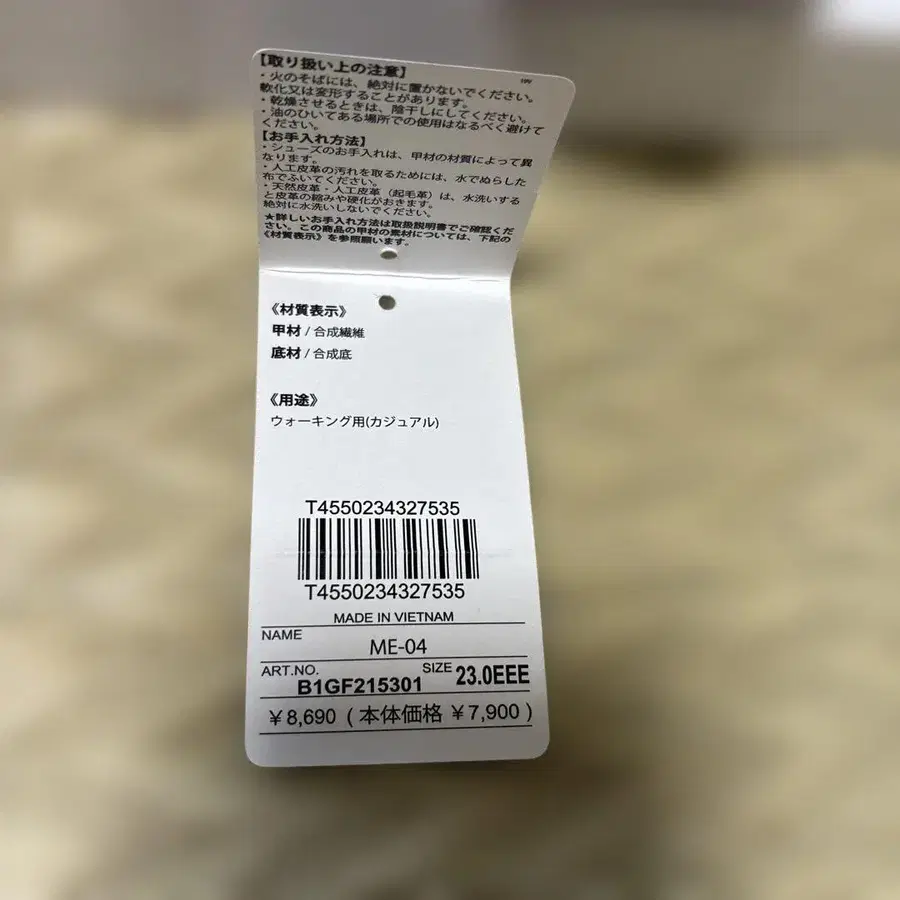 【取り扱い上の注意】
・火のそばには、絶対に置かないでください。
軟化又は変形することがあります。
・乾燥させるときは、陰干しにしてください。
・油のひいてある場所での使用はなるべく避けて
ください。
【お手入れ方法】
・シューズのお手入れは、甲材の材質によって異
なります。
・人工皮革の汚れを取るためには、水でぬらした
布でふいてください。
・天然皮革・人工皮革（起毛革）は、水洗いする
と皮革の縮みや硬化がおきます。
絶対に水洗いしないでください。
★詳しいお手入れ方法は取扱説明書でご確認くだ
さい。この商品の甲材の素材については、下記の
《材質表示》を参照願います。
《材質表示》
甲材 / 合成繊維
底材 / 合成底
《用途》
ウォーキング用(カジュアル)
T4550234327535
T4550234327535
MADE IN VIETNAM
NAME ME-04
ART.NO. B1GF215301 SIZE 23.0EEE
￥8,690 ( 本体価格 ￥7,900 )